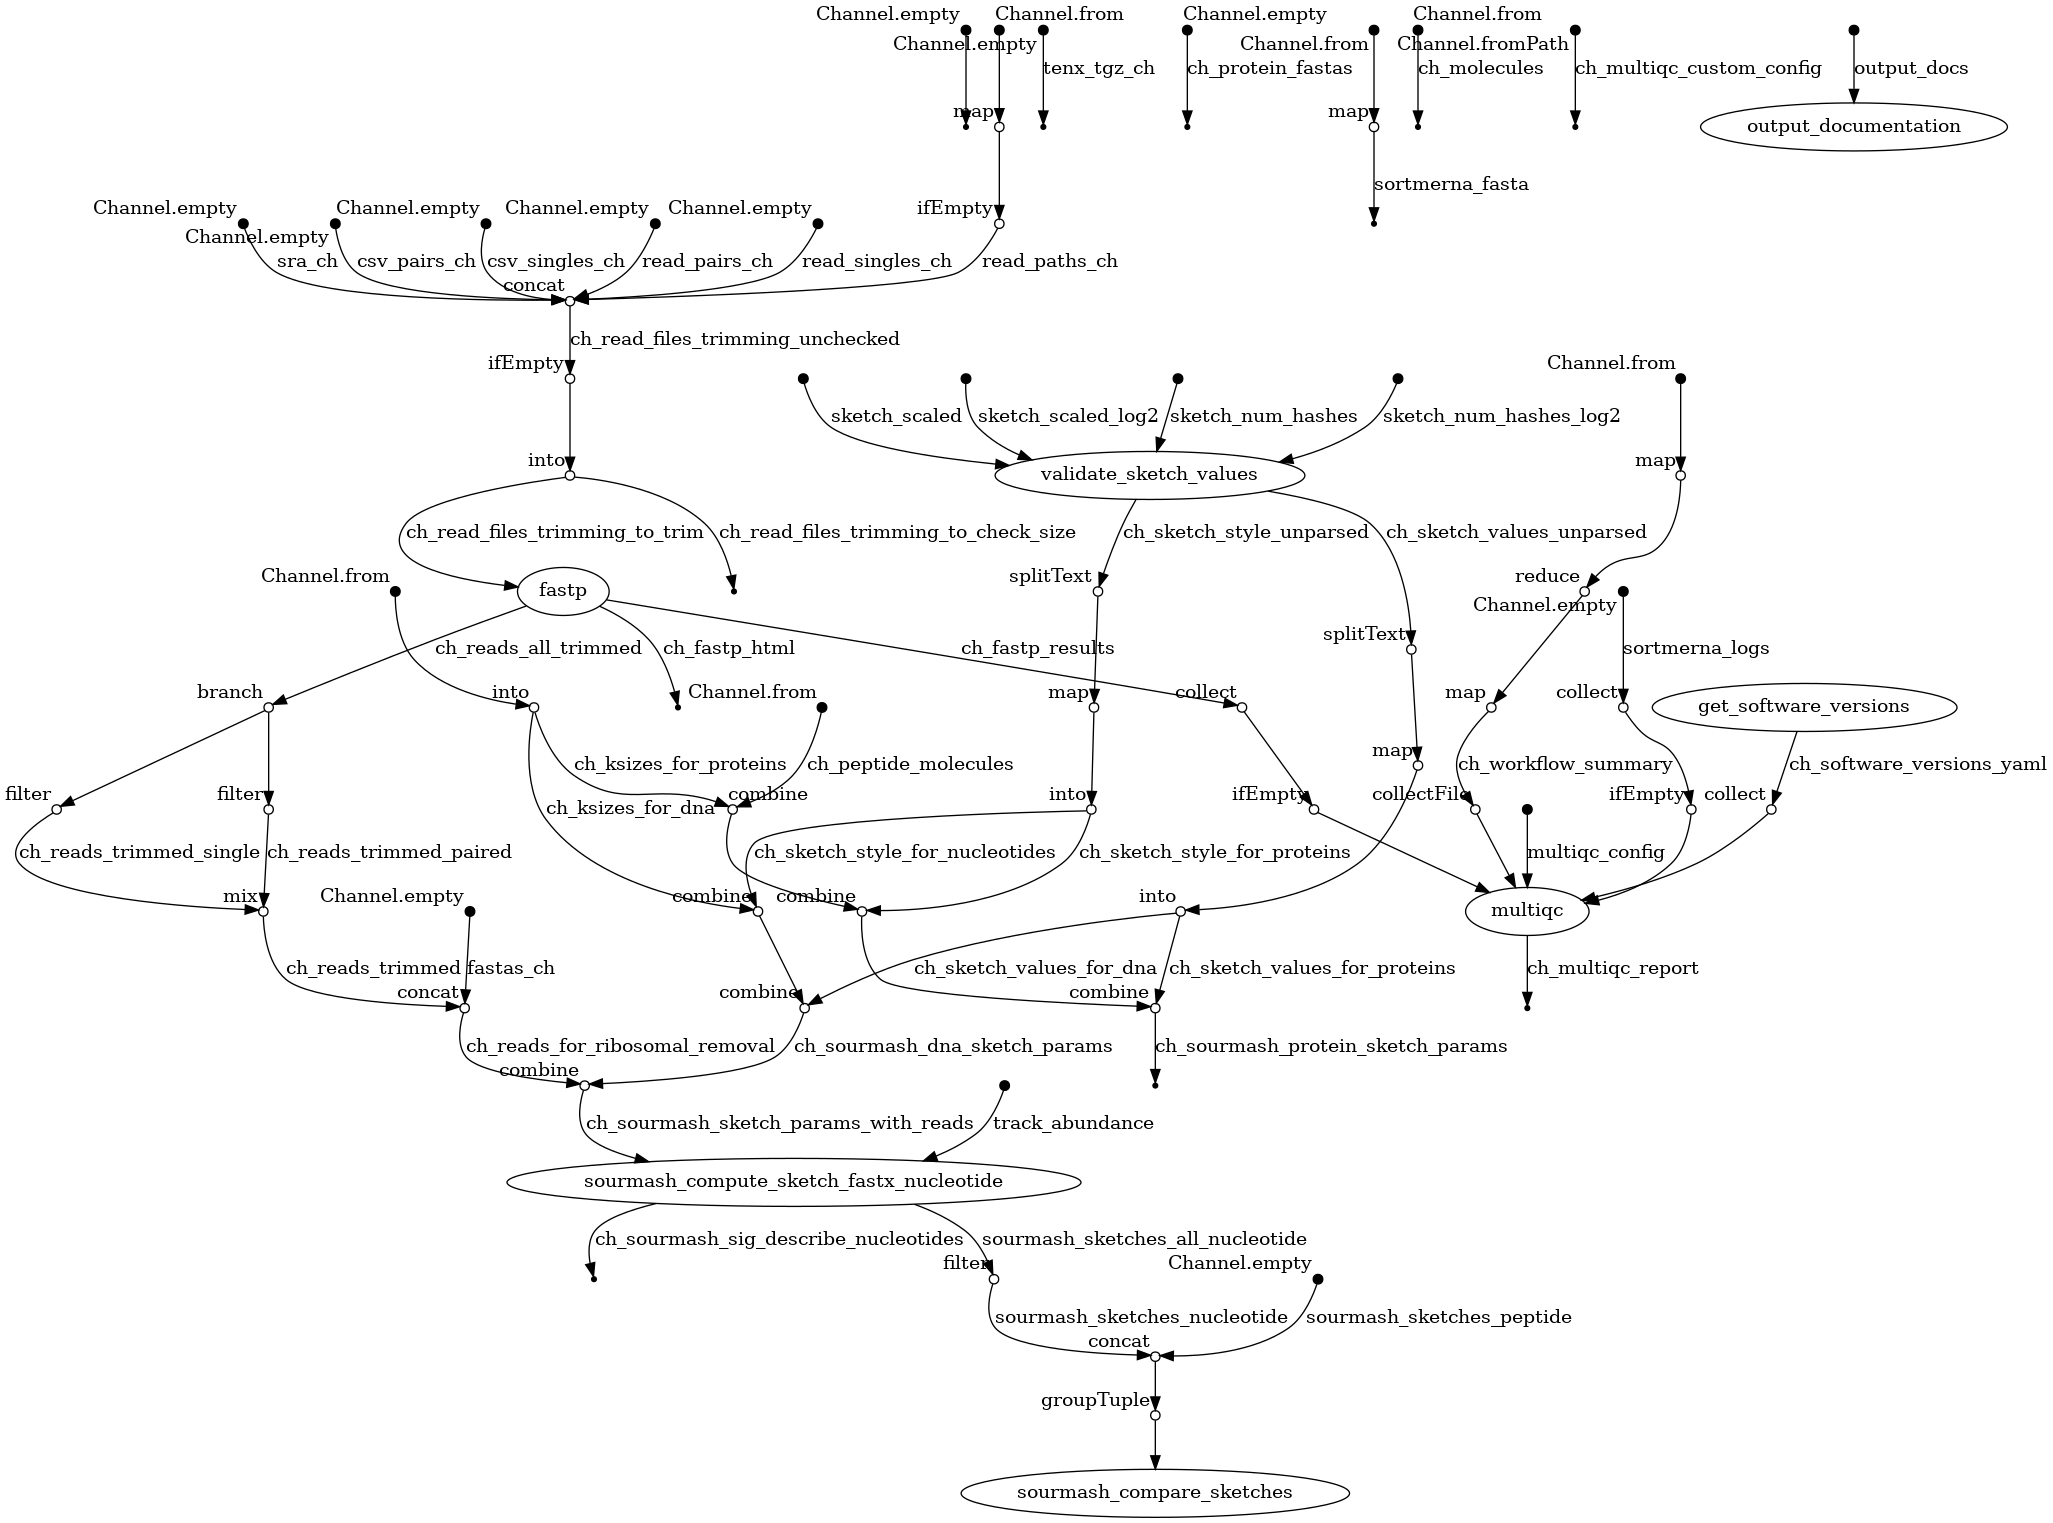 Channel.empty
Channel.from
Channel.empty
Channel.from
Channel.empty
Channel.from
Channel.fromPath
tenx_tgz_ch
ch_protein_fastas
ch_molecules
ch_multiqc_custom_config
output_docs
map
map
output_documentation
sortmerna_fasta
Channel.empty
Channel.empty
Channel.empty
Channel.empty
ifEmpty
Channel.empty
sra_ch
csv_pairs_ch
csv_singles_ch
read_pairs_ch
read_singles_ch
read_paths_ch
concat
ch_read_files_trimming_unchecked
ifEmpty
Channel.from
sketch_scaled
sketch_scaled_log2
sketch_num_hashes
sketch_num_hashes_log2
into
validate_sketch_values
map
ch_read_files_trimming_to_trim
ch_read_files_trimming_to_check_size
ch_sketch_style_unparsed
ch_sketch_values_unparsed
Channel.from
fastp
splitText
reduce
Channel.empty
splitText
ch_reads_all_trimmed
ch_fastp_html
ch_fastp_results
sortmerna_logs
branch
into
Channel.from
map
collect
map
collect
get_software_versions
map
ch_ksizes_for_proteins
ch_peptide_molecules
ch_workflow_summary
ch_software_versions_yaml
filter
filter
ch_ksizes_for_dna
combine
into
ifEmpty
collectFile
ifEmpty
collect
ch_reads_trimmed_single
ch_reads_trimmed_paired
ch_sketch_style_for_nucleotides
ch_sketch_style_for_proteins
multiqc_config
mix
Channel.empty
combine
combine
into
multiqc
ch_reads_trimmed
fastas_ch
ch_sketch_values_for_dna
ch_sketch_values_for_proteins
ch_multiqc_report
concat
combine
combine
ch_reads_for_ribosomal_removal
ch_sourmash_dna_sketch_params
ch_sourmash_protein_sketch_params
combine
ch_sourmash_sketch_params_with_reads
track_abundance
sourmash_compute_sketch_fastx_nucleotide
ch_sourmash_sig_describe_nucleotides
sourmash_sketches_all_nucleotide
filter
Channel.empty
sourmash_sketches_nucleotide
sourmash_sketches_peptide
concat
groupTuple
sourmash_compare_sketches